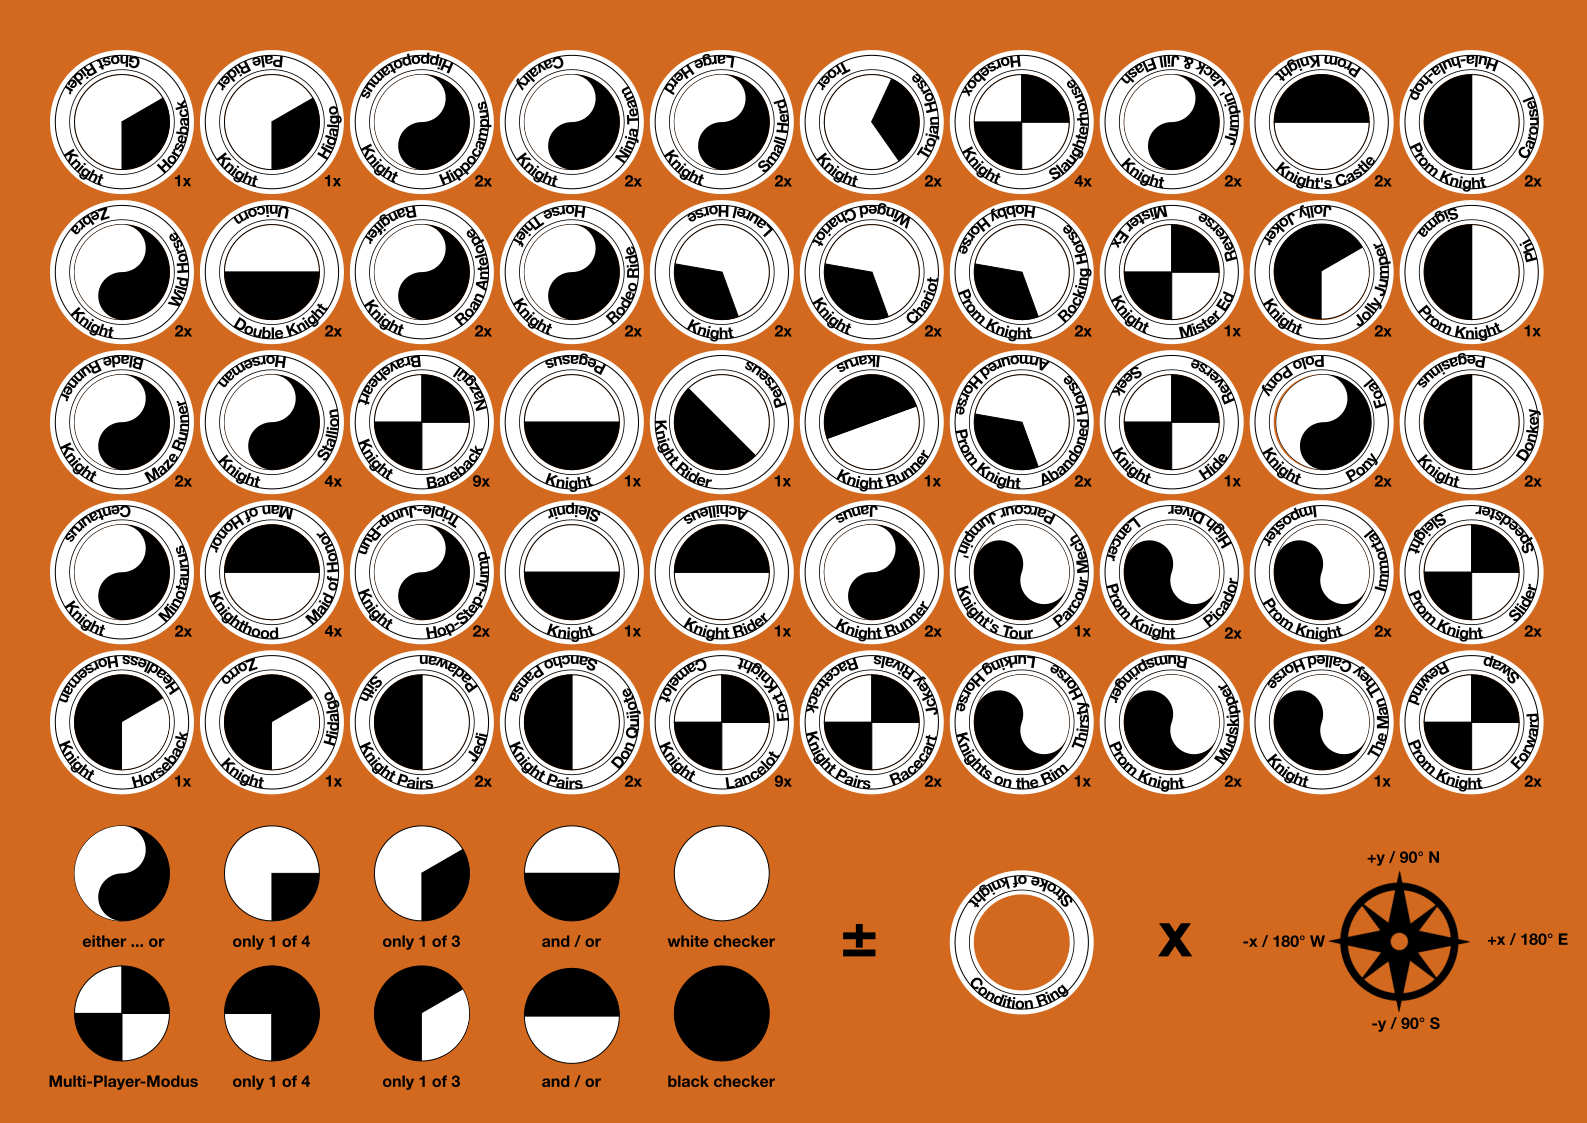 Ghost Rider Horseback Knight 1x
Pale Rider Hidalgo Knight 1x
Hippopotamus Hippocampus Knight 2x
Cavalry Ninja Team Knight 2x
Large Herd Small Herd Knight 2x
Troer Trojan Horse Knight 2x
Horsebox Slaughterhouse Knight 4x
Jumpin' Jack & Jill Flash Knight 2x
Prom Knight Knight's Castle 2x
Hula-hula-hop Carousel Prom Knight 2x
Zebra Wild Horse Knight 2x
Unicorn Double Knight 2x
Rangifer Roan Antelope Knight 2x
Horse Thief Rodeo Ride Knight 2x
Laurel Horse Knight 2x
Winged Chariot Chariot Knight 2x
Hobby Horse Rocking Horse Prom Knight 2x
Mister Ex Reverse Mister Ed Knight 1x
Jolly Joker Jolly Jumper Knight 2x
Sigma Phi Prom Knight 1x
Blade Runner Maze Runner Knight 2x
Horseman Stallion Knight 4x
Braveheart Nazgûl Bareback Knight 9x
Pegasus Knight 1x
Perseus Knight Rider 1x
Ikarus Knight Runner 1x
Armoured Horse Abandoned Horse Prom Knight 2x
Seek Reverse Hide Knight 1x
Polo Pony Foal Pony Knight 2x
Pegasinus Donkey Knight 2x
Centaurus Minotaurus Knight 2x
Man of Honor Maid of Honor Knighthood 4x
Triple-Jump-Run Hop-Step-Jump Knight 2x
Sleipnir Knight 1x
Achilleus Knight Rider 1x
Janus Knight Runner 2x
Parcour Jumpin' Parcour Mech Knight's Tour 1x
Lancer High Diver Picador Prom Knight 2x
Imposter Immortal Prom Knight 2x
Sleight Speedster Slider Prom Knight 2x
Headless Horseman Horseback Knight 1x
Zorro Hidalgo Knight 1x
Sith Padawan Jedi Knight Pairs 2x
Sancho Pansa Don Quijote Knight Pairs 2x
Camelot Fort Knight Lancelot Knight 9x
Racetrack Jokey Rivals Racecart Knight Pairs 2x
Lurking Horse Thirsty Horse Knights on the Rim 1x
Rumspringer Mudskipper Prom Knight 2x
The Man They Called Horse Knight 1x
Rewind Swap Forward Prom Knight 2x
either ... or
only 1 of 4
only 1 of 3
and / or
white checker
Multi-Player-Modus
only 1 of 4
only 1 of 3
and / or
black checker
±
Stroke of Knight
Condition Ring
x
+y / 90° N
-x / 180° W
+x / 180° E
-y / 90° S